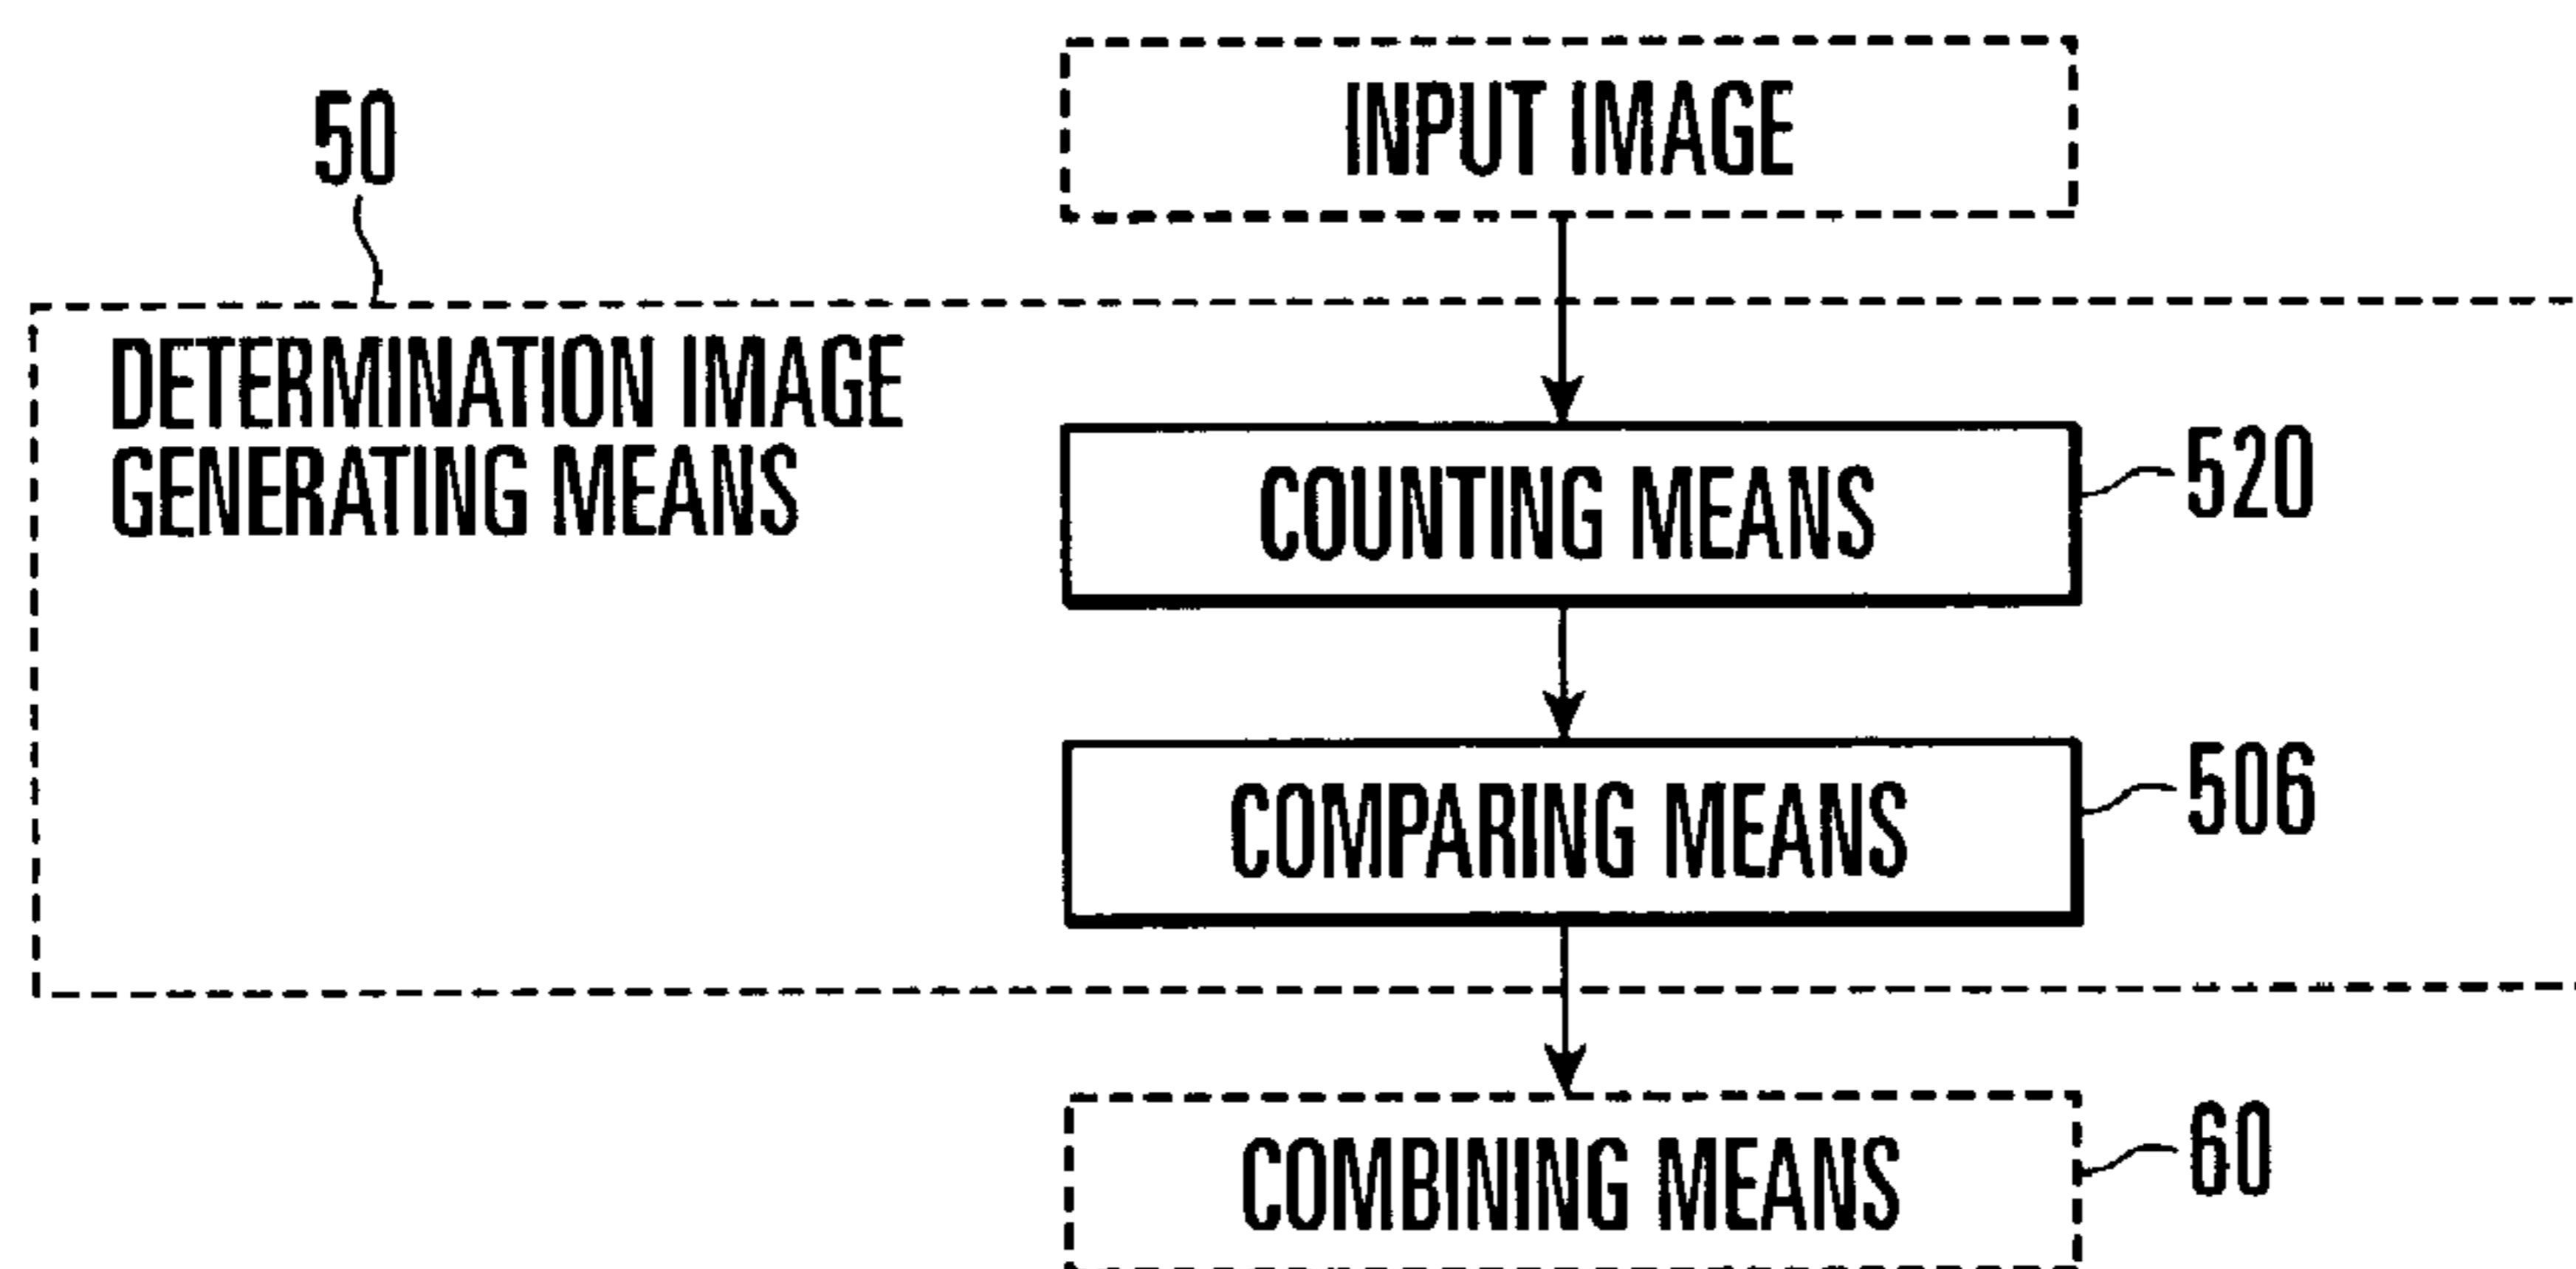 INPUT IMAGE
50
DETERMINATION IMAGE
GENERATING MEANS
COUNTING MEANS
520
COMPARING MEANS
506
COMBINING MEANS
60